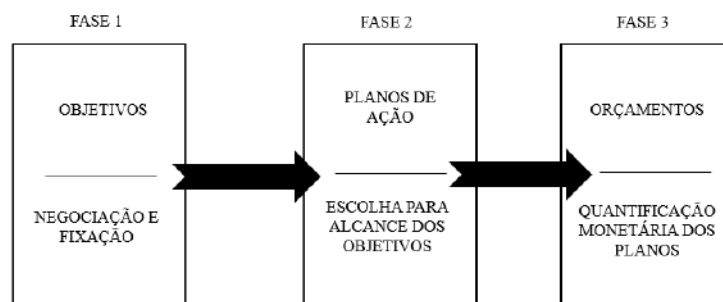 FASE 1
FASE 2
FASE 3
OBJETIVOS
NEGOCIAÇÃO E
FIXAÇÃO
PLANOS DE
AÇÃO
ESCOLHA PARA
ALCANCE DOS
OBJETIVOS
ORÇAMENTOS
QUANTIFICAÇÃO
MONETÁRIA DOS
PLANOS